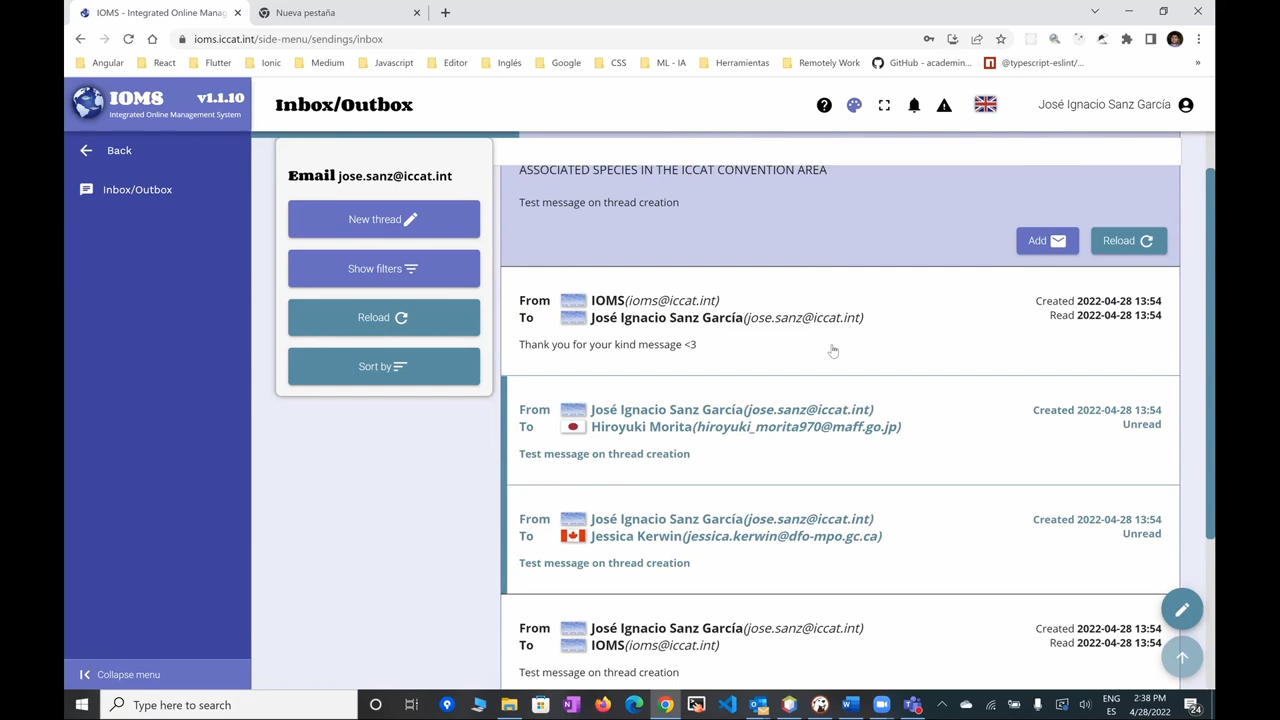 IOMS - Integrated Online Manag
Nueva pestaña
ioms.iccat.int/side-menu/sendings/inbox
Angular
React
Flutter
Ionic
Medium
Javascript
Editor
Inglés
Google
CSS
ML - IA
Herramientas
Remotely Work
GitHub - academin...
@typescript-eslint/...
»
IOMS v1.1.10
Integrated Online Management System
Inbox/Outbox
José Ignacio Sanz García
Back
Inbox/Outbox
Email jose.sanz@iccat.int
New thread
Show filters
Reload
Sort by
ASSOCIATED SPECIES IN THE ICCAT CONVENTION AREA
Test message on thread creation
Add
Reload
From IOMS(ioms@iccat.int) Created 2022-04-28 13:54
To José Ignacio Sanz García(jose.sanz@iccat.int) Read 2022-04-28 13:54
Thank you for your kind message <3
From José Ignacio Sanz García(jose.sanz@iccat.int) Created 2022-04-28 13:54
To Hiroyuki Morita(hiroyuki_morita970@maff.go.jp) Unread
Test message on thread creation
From José Ignacio Sanz García(jose.sanz@iccat.int) Created 2022-04-28 13:54
To Jessica Kerwin(jessica.kerwin@dfo-mpo.gc.ca) Unread
Test message on thread creation
From José Ignacio Sanz García(jose.sanz@iccat.int) Created 2022-04-28 13:54
To IOMS(ioms@iccat.int) Read 2022-04-28 13:54
Test message on thread creation
Collapse menu
Type here to search
ENG
ES
2:38 PM
4/28/2022
24